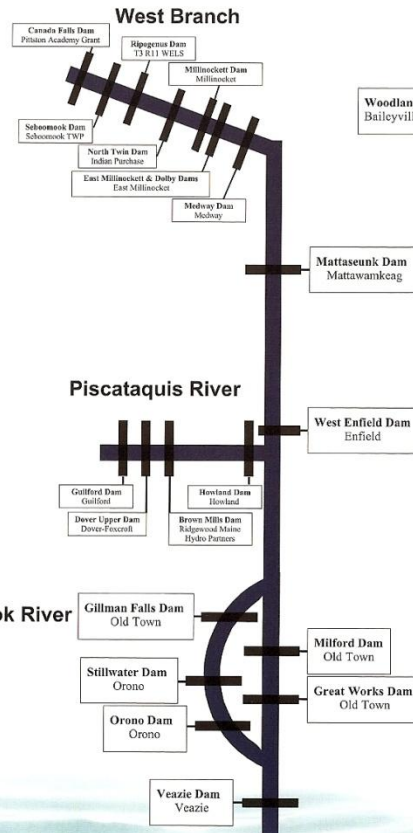 West Branch
Canada Falls Dam
Pittston Academy Grant
Ripogenus Dam
T3 R11 WELS
Millinockett Dam
Millinocket
Seboomook Dam
Seboomook TWP
North Twin Dam
Indian Purchase
East Millinockett & Dolby Dams
East Millinocket
Medway Dam
Medway
Woodlan
Baileyvill
Mattaseunk Dam
Mattawamkeag
Piscataquis River
West Enfield Dam
Enfield
Guilford Dam
Guilford
Howland Dam
Howland
Dover Upper Dam
Dover-Foxcroft
Brown Mills Dam
Ridgewood Maine
Hydro Partners
ok River
Gillman Falls Dam
Old Town
Milford Dam
Old Town
Stillwater Dam
Orono
Great Works Dam
Old Town
Orono Dam
Orono
Veazie Dam
Veazie